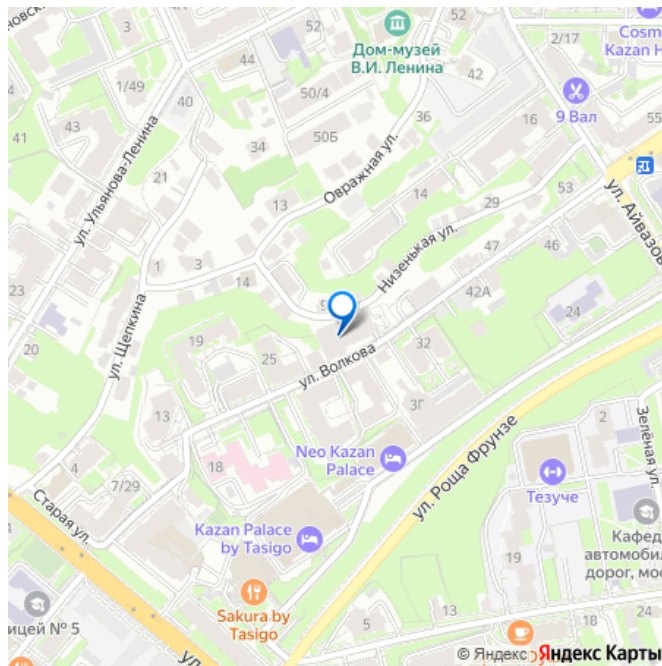 52
52
2/17
Cosm
Kazan H
Дом-музей
В.И. Ленина
44
42
1/49
50/4
9 Вал
40
36
55
43
50Б
16
41
34
Овражная ул.
ул. Ульянова-Ленина
21
14
53
ул. Айвазов
13
29
Низенькая ул.
47
46
1
3
14
23
42А
9
24
20
ул. Щепкина
19
32
25
ул. Волкова
13
3Г
2
Зелёная ул.
Neo Kazan
Palace
ул. Роща Фрунзе
4
18
Тезуче
7/29
Старая ул.
Kazan Palace
by Tasigo
Кафед
автомобил
дорог, мос
19
Sakura by
Tasigo
5
13
24
ицей № 5
ул
© Яндекс Яндекс Карты